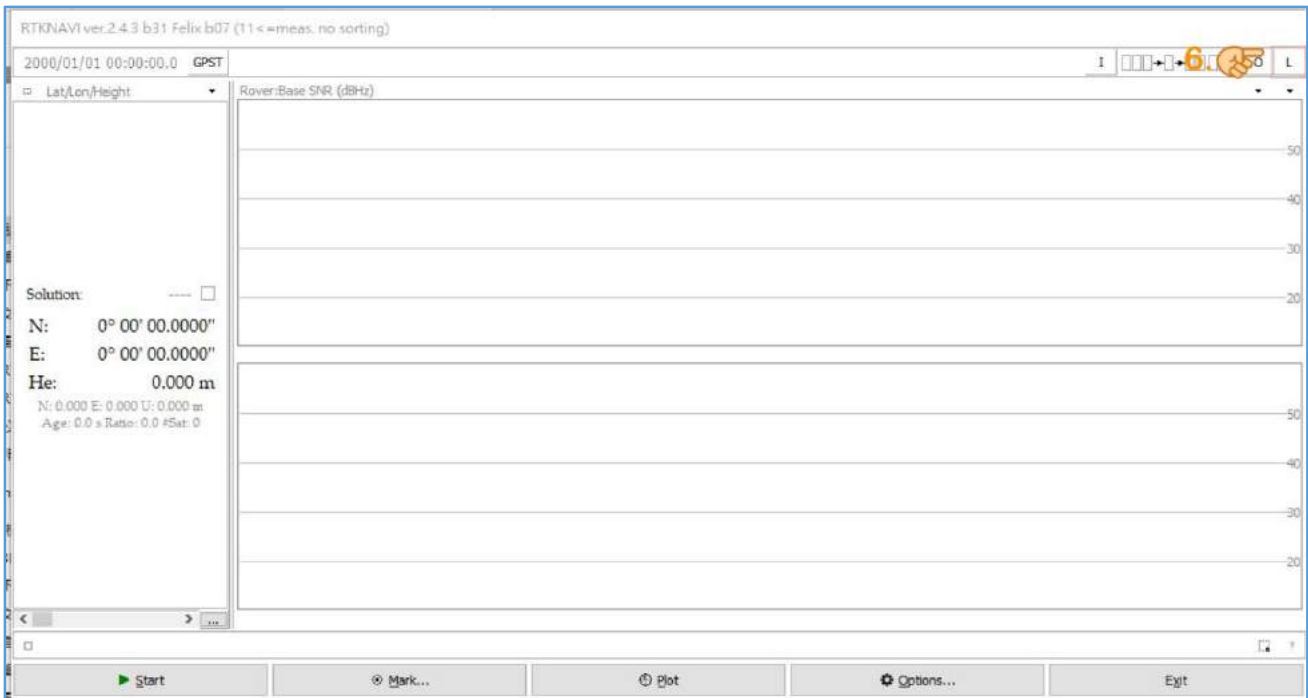 RTKNAVI ver.2.4.3 b31 Felix b07 (11<=meas. no sorting)
2000/01/01 00:00:00.0 GPST I 6. O L
Lat/Lon/Height
Rover:Base SNR (dBHz)
50
40
30
20
Solution: ----
N: 0° 00' 00.0000"
E: 0° 00' 00.0000"
He: 0.000 m
N: 0.000 E: 0.000 U: 0.000 m
Age: 0.0 s Ratio: 0.0 #Sat: 0
50
40
30
20
...
?
Start Mark... Plot Options... Exit